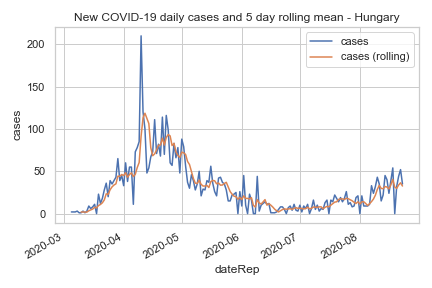 New COVID-19 daily cases and 5 day rolling mean - Hungary
cases
cases (rolling)
200
150
100
50
0
cases
2020-03
2020-04
2020-05
2020-06
2020-07
2020-08
dateRep